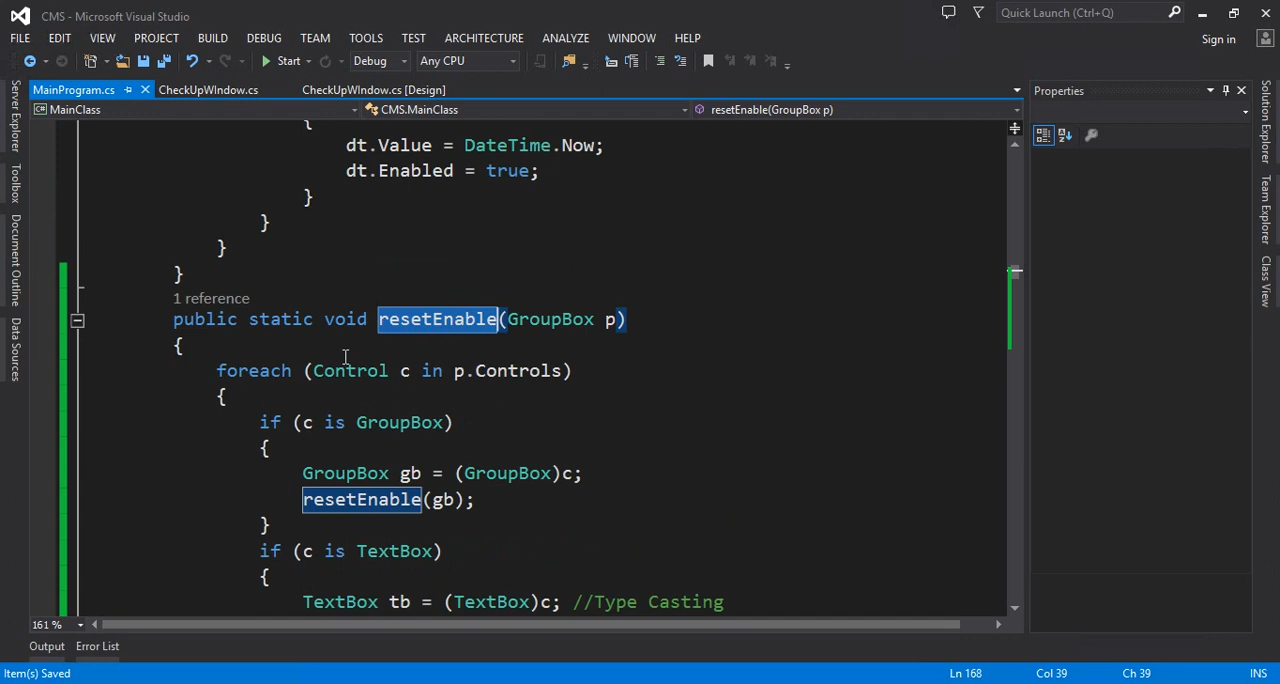 CMS - Microsoft Visual Studio
Quick Launch (Ctrl+Q)
FILE EDIT VIEW PROJECT BUILD DEBUG TEAM TOOLS TEST ARCHITECTURE ANALYZE WINDOW HELP
Sign in
Start Debug Any CPU
MainProgram.cs CheckUpWIndow.cs CheckUpWIndow.cs [Design]
MainClass CMS.MainClass resetEnable(GroupBox p)
{
dt.Value = DateTime.Now;
dt.Enabled = true;
}
}
}
}
1 reference
public static void resetEnable(GroupBox p)
{
foreach (Control c in p.Controls)
{
if (c is GroupBox)
{
GroupBox gb = (GroupBox)c;
resetEnable(gb);
}
if (c is TextBox)
{
TextBox tb = (TextBox)c; //Type Casting
161 %
Output Error List
Item(s) Saved
Ln 168 Col 39 Ch 39 INS
Server Explorer
Toolbox
Document Outline
Data Sources
Properties
Solution Explorer
Team Explorer
Class View